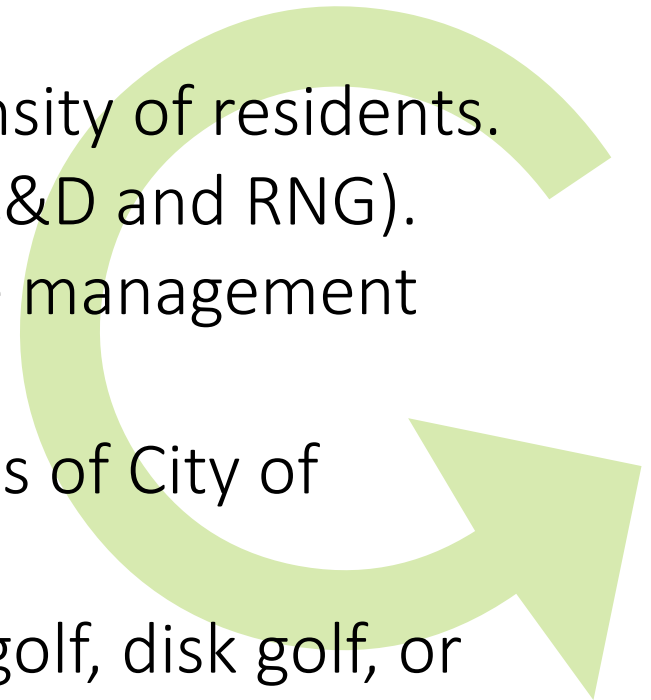 nsity of residents.
&D and RNG).
management
s of City of
golf, disk golf, or